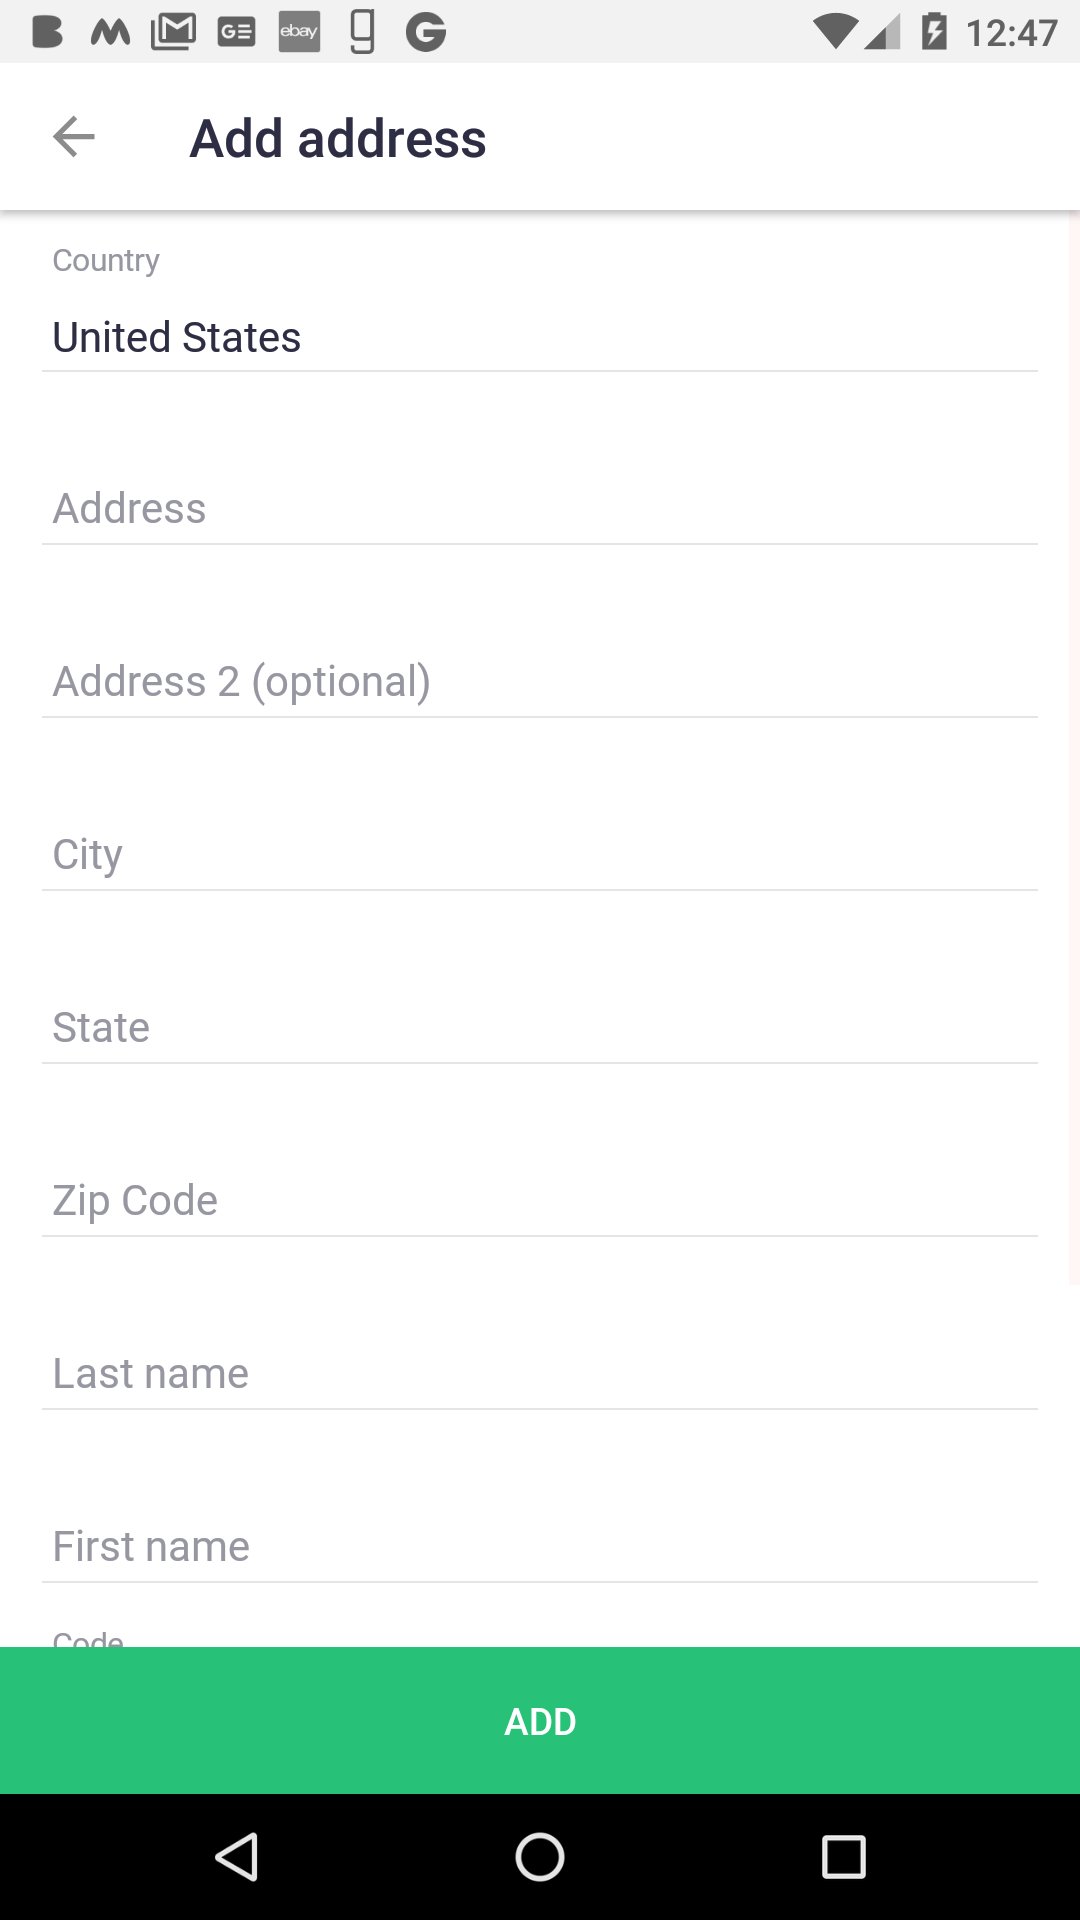 GE ebay g G 12:47
Add address
Country
United States
Address
Address 2 (optional)
City
State
Zip Code
Last name
First name
Code
ADD